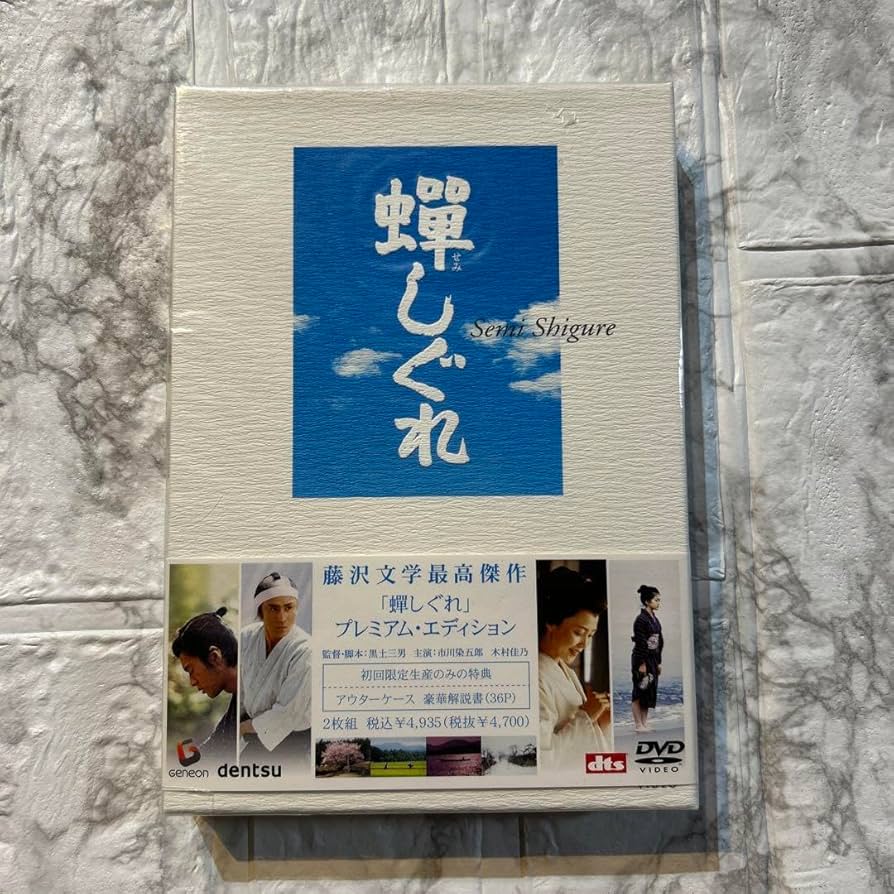 蟬しぐれ
せみ
Semi Shigure
藤沢文学最高傑作
「蟬しぐれ」
プレミアム・エディション
監督・脚本：黒土三男 主演：市川染五郎 木村佳乃
初回限定生産のみの特典
アウターケース 豪華解説書（36P）
2枚組 税込￥4,935（税抜￥4,700）
GENEON dentsu
dts
DVD
VIDEO